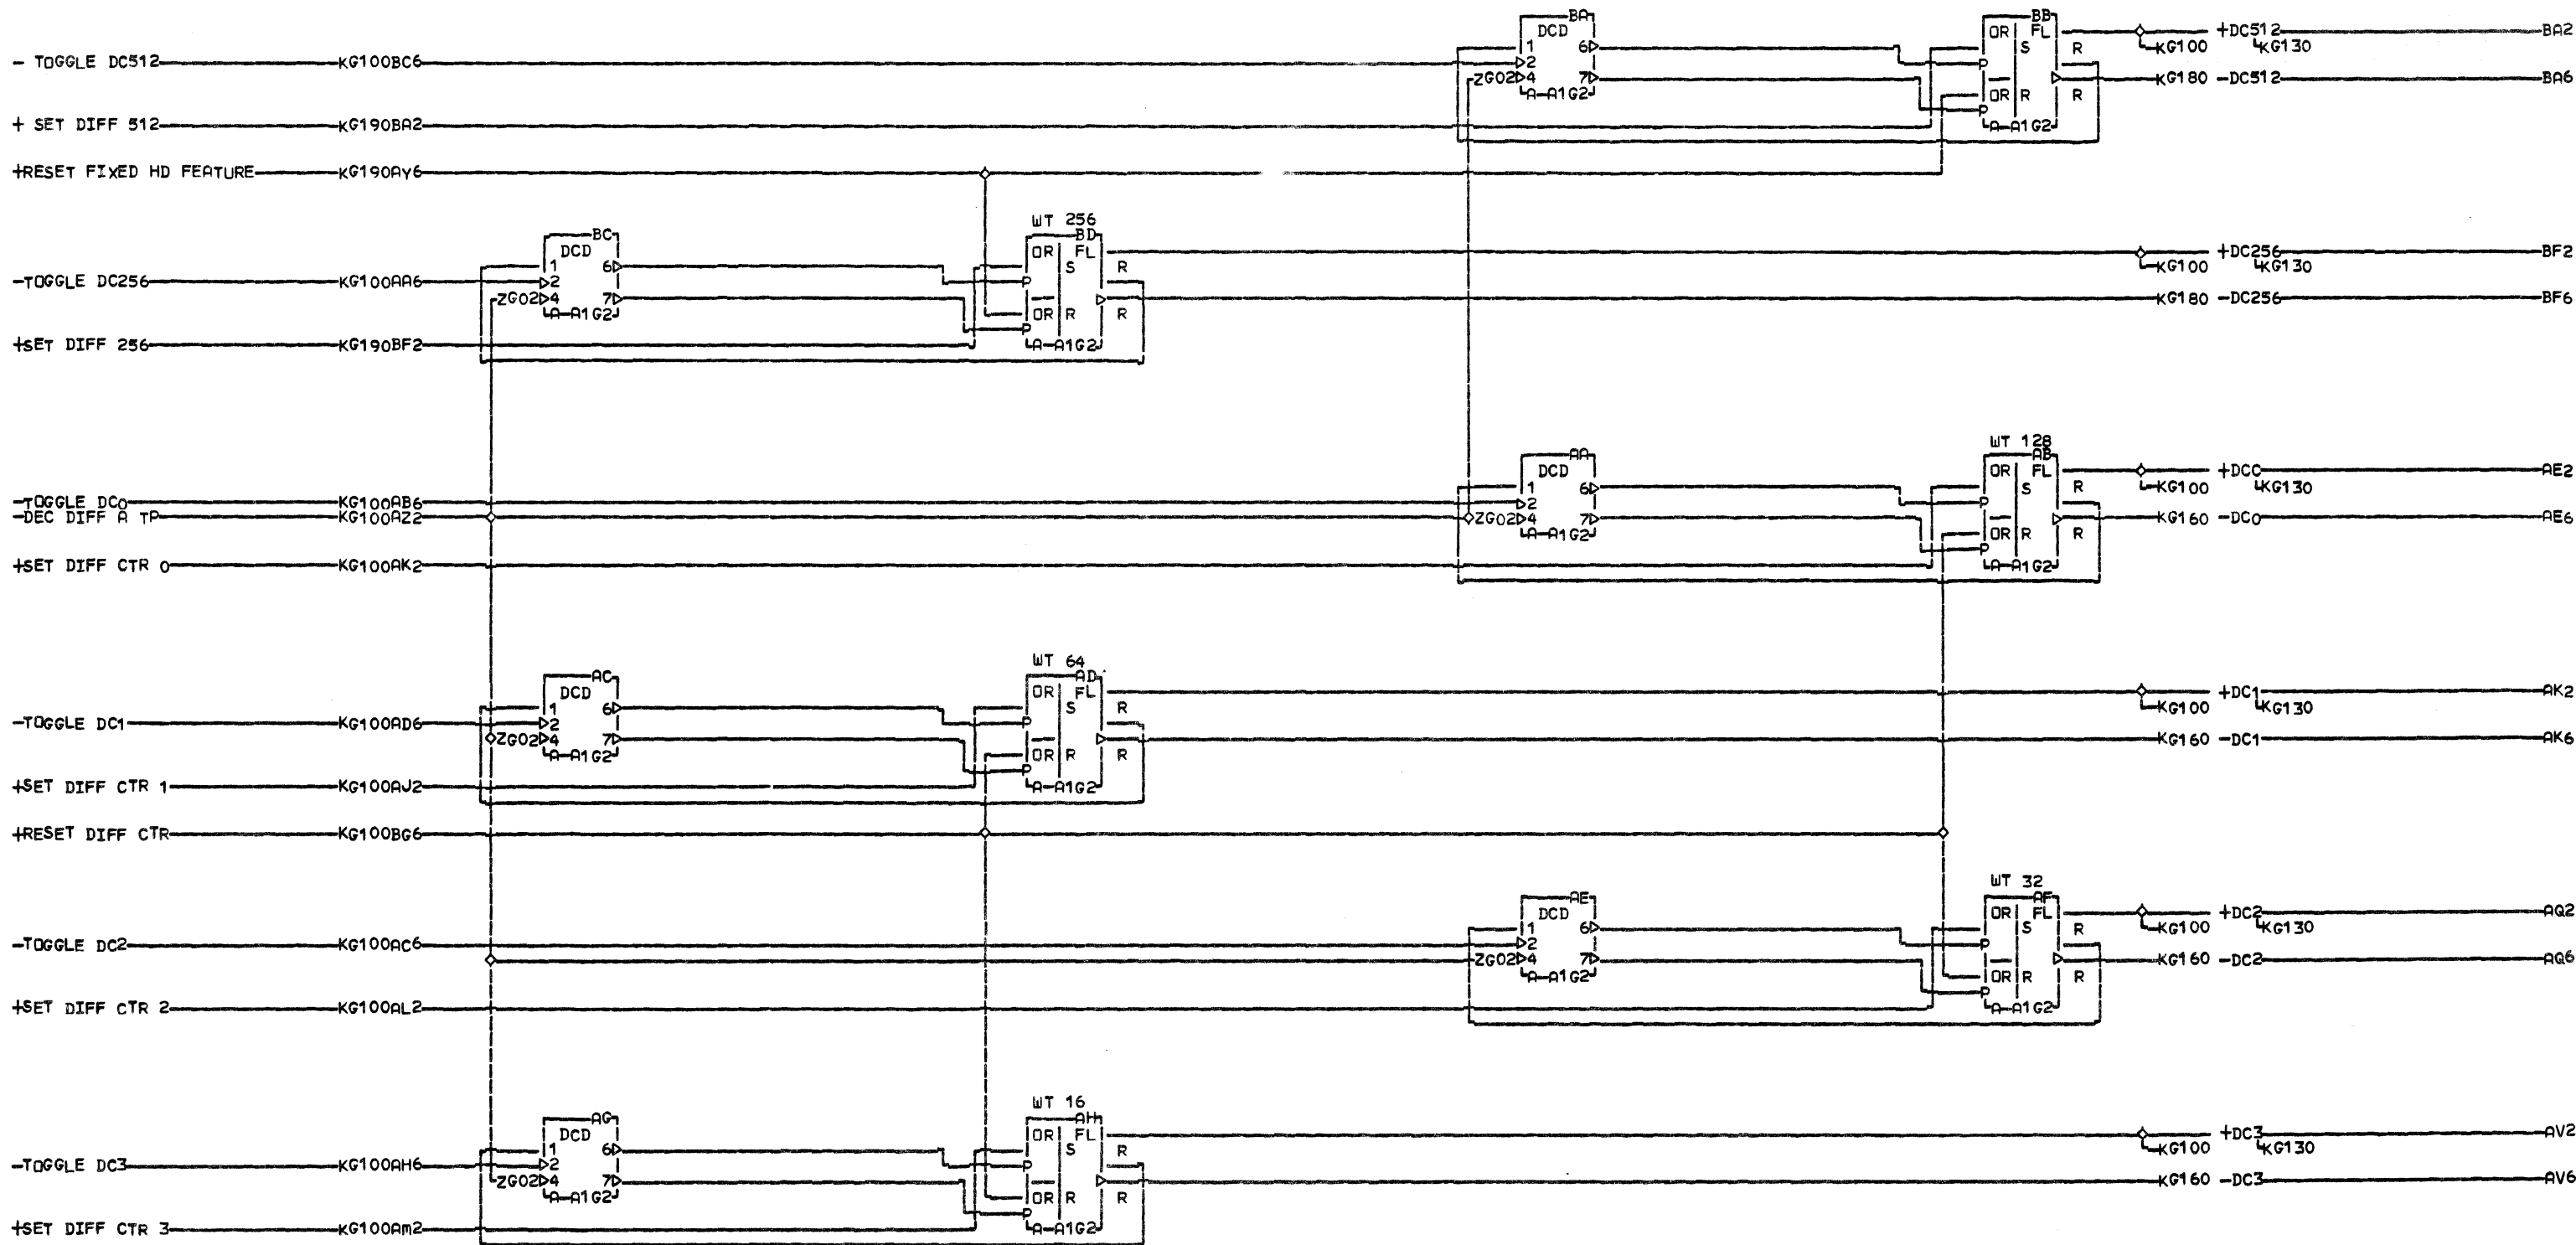 BA BB
DCD OR FL +DC512 BA2
1 6 S R KG100 KG130
- TOGGLE DC512 KG100BC6 2 P
ZG02 4 7 KG180 -DC512 BA6
A-A1G2 OR R R
P
+ SET DIFF 512 KG190BA2 A-A1G2
+RESET FIXED HD FEATURE KG190AY6
WT 256
BC BD
DCD OR FL +DC256 BF2
1 6 S R KG100 KG130
-TOGGLE DC256 KG100AA6 2 P
ZG02 4 7 KG180 -DC256 BF6
A-A1G2 OR R R
P
+SET DIFF 256 KG190BF2 A-A1G2
WT 128
AA AB
DCD OR FL +DC0 AE2
1 6 S R KG100 KG130
-TOGGLE DC0 KG100AB6 2 P
-DEC DIFF A TP KG100AZ2 ZG02 4 7 KG160 -DC0 AE6
A-A1G2 OR R R
P
+SET DIFF CTR 0 KG100AK2 A-A1G2
WT 64
AC AD
DCD OR FL +DC1 AK2
1 6 S R KG100 KG130
-TOGGLE DC1 KG100AD6 2 P
ZG02 4 7 KG160 -DC1 AK6
A-A1G2 OR R R
P
+SET DIFF CTR 1 KG100AJ2 A-A1G2
+RESET DIFF CTR KG100BG6
WT 32
AE AF
DCD OR FL +DC2 AQ2
1 6 S R KG100 KG130
-TOGGLE DC2 KG100AC6 2 P
ZG02 4 7 KG160 -DC2 AQ6
A-A1G2 OR R R
P
+SET DIFF CTR 2 KG100AL2 A-A1G2
WT 16
AG AH
DCD OR FL +DC3 AV2
1 6 S R KG100 KG130
-TOGGLE DC3 KG100AH6 2 P
ZG02 4 7 KG160 -DC3 AV6
A-A1G2 OR R R
P
+SET DIFF CTR 3 KG100Am2 A-A1G2